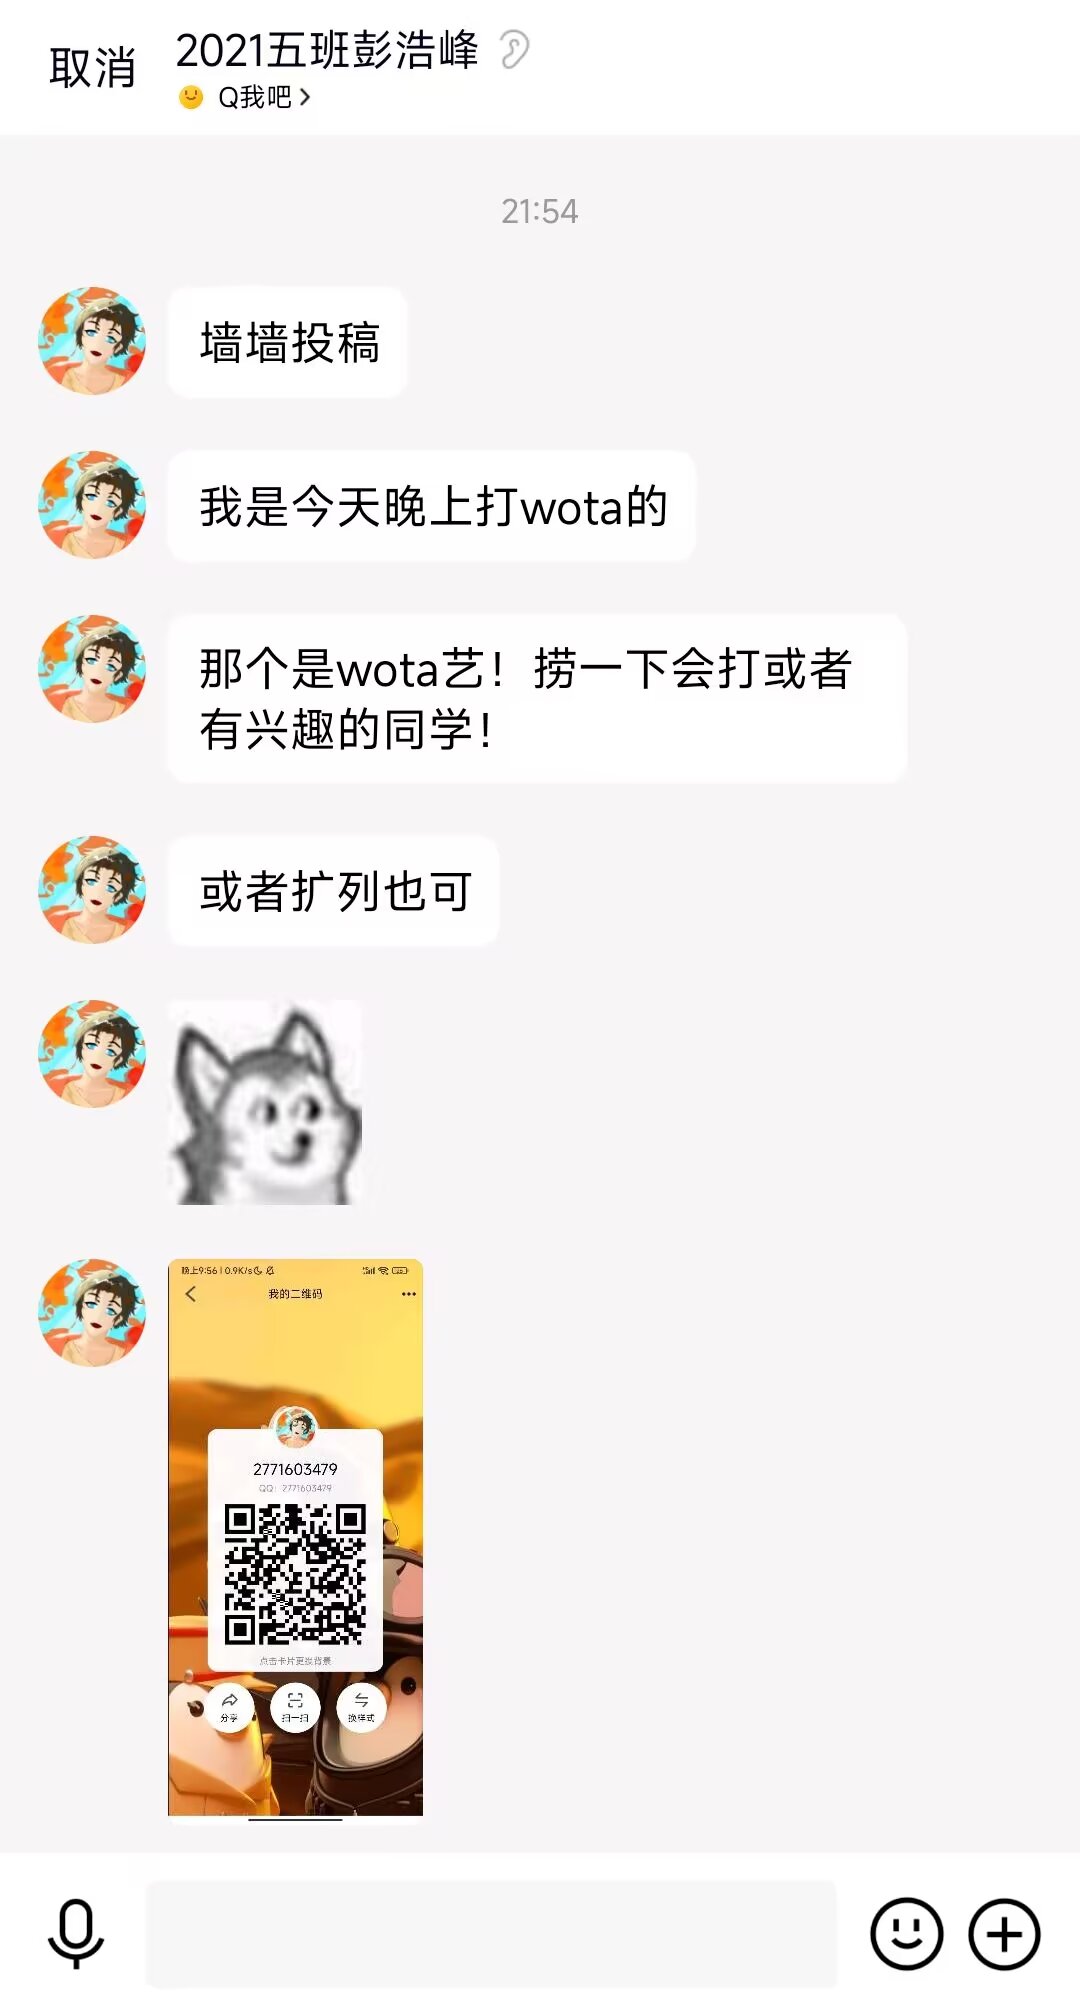 取消
2021五班彭浩峰
Q我吧
21:54
墙墙投稿
我是今天晚上打wota的
那个是wota艺！捞一下会打或者
有兴趣的同学！
或者扩列也可
晚上9:56 | 0.9K/s
我的二维码
2771603479
QQ：2771603479
点击卡片更换背景
分享
扫一扫
换样式